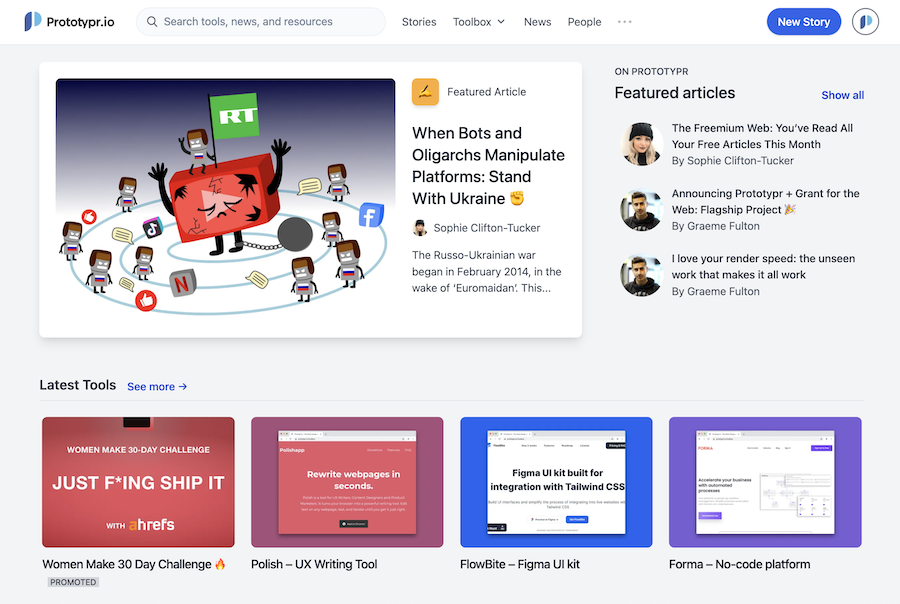 Prototypr.io
Search tools, news, and resources
Stories
Toolbox
News
People
New Story
RT
Featured Article
When Bots and
Oligarchs Manipulate
Platforms: Stand
With Ukraine ✊
Sophie Clifton-Tucker
The Russo-Ukrainian war
began in February 2014, in the
wake of ‘Euromaidan’. This...
ON PROTOTYPR
Featured articles
Show all
The Freemium Web: You’ve Read All
Your Free Articles This Month
By Sophie Clifton-Tucker
Announcing Prototypr + Grant for the
Web: Flagship Project 🎉
By Graeme Fulton
I love your render speed: the unseen
work that makes it all work
By Graeme Fulton
Latest Tools
See more →
WOMEN MAKE 30-DAY CHALLENGE
JUST F*ING SHIP IT
WITH ahrefs
Women Make 30 Day Challenge 🔥
PROMOTED
Polishapp
Rewrite webpages in
seconds.
Polish – UX Writing Tool
Figma UI kit built for
integration with Tailwind CSS
FlowBite – Figma UI kit
FORMA
Accelerate your business
with automated
processes
Forma – No-code platform